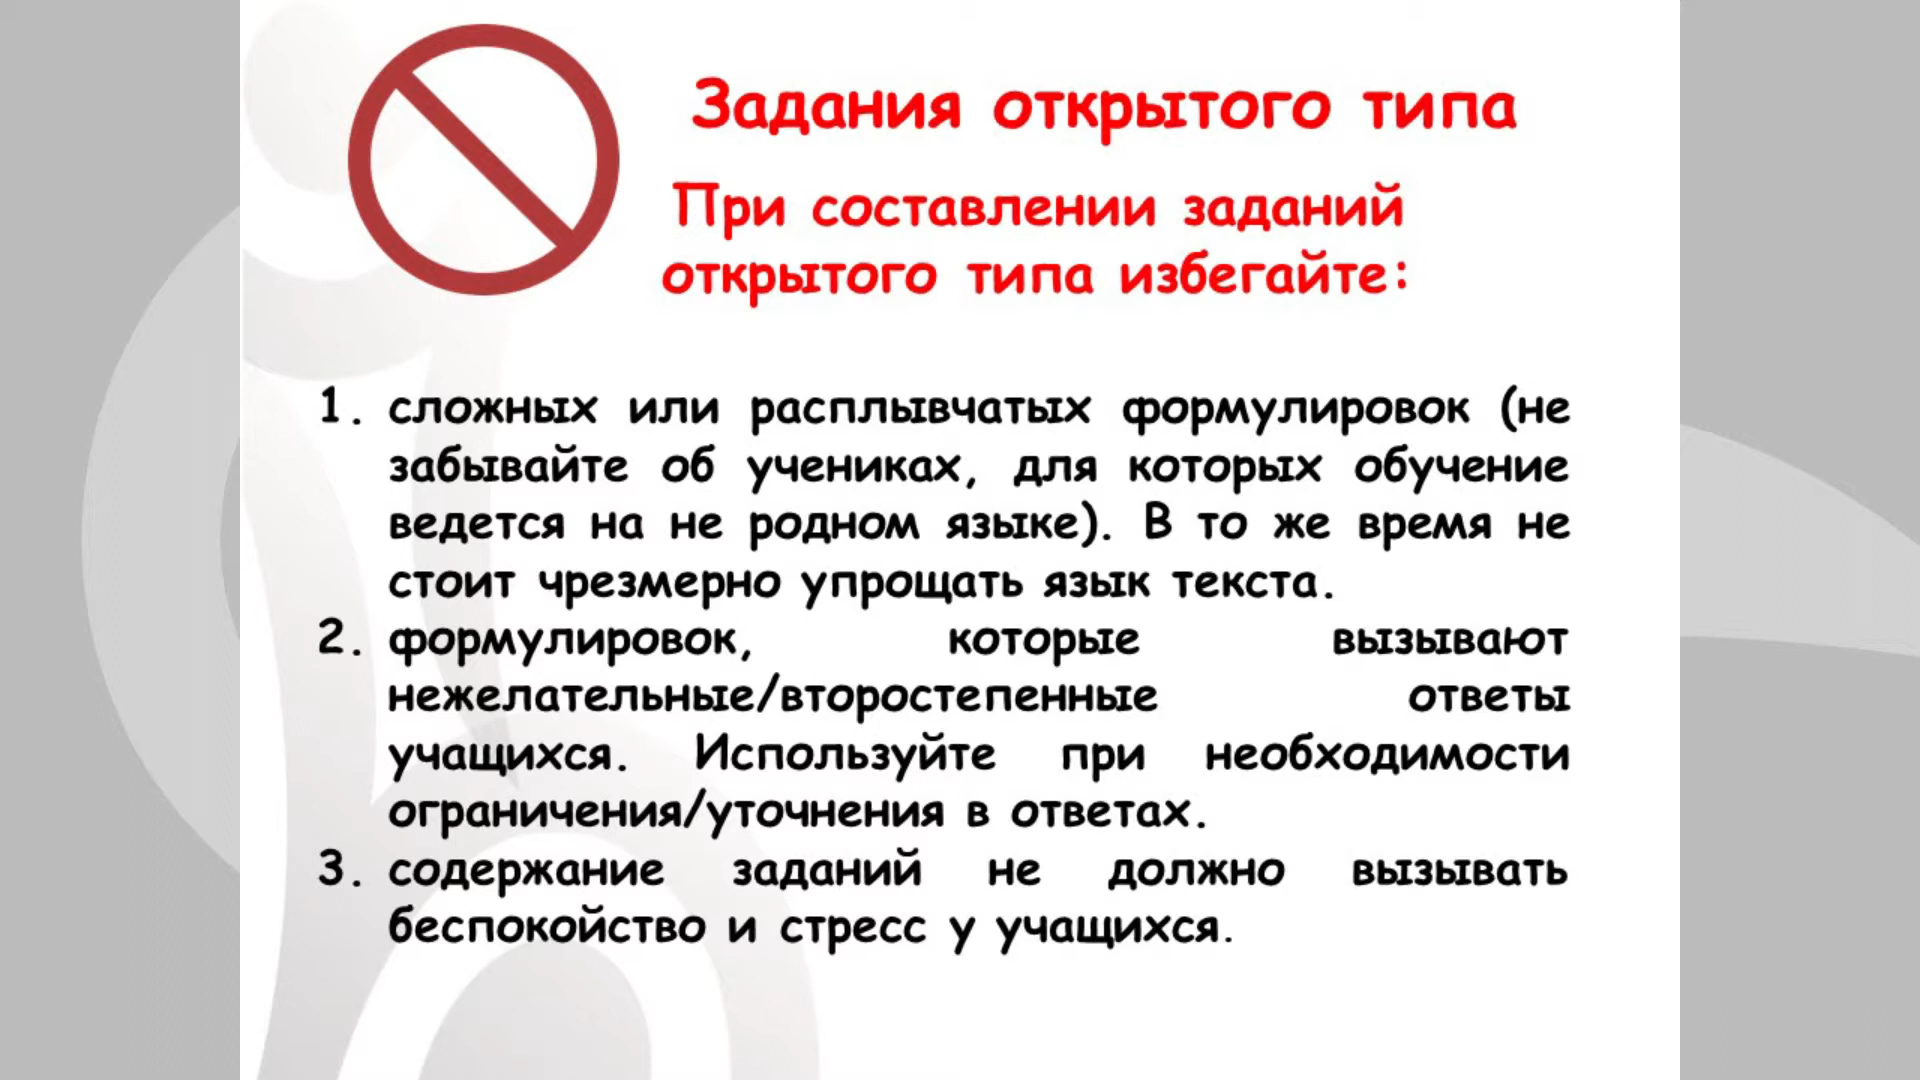 Задания открытого типа
При составлении заданий
открытого типа избегайте:
1. сложных или расплывчатых формулировок (не
забывайте об учениках, для которых обучение
ведется на не родном языке). В то же время не
стоит чрезмерно упрощать язык текста.
2. формулировок, которые вызывают
нежелательные/второстепенные ответы
учащихся. Используйте при необходимости
ограничения/уточнения в ответах.
3. содержание заданий не должно вызывать
беспокойство и стресс у учащихся.